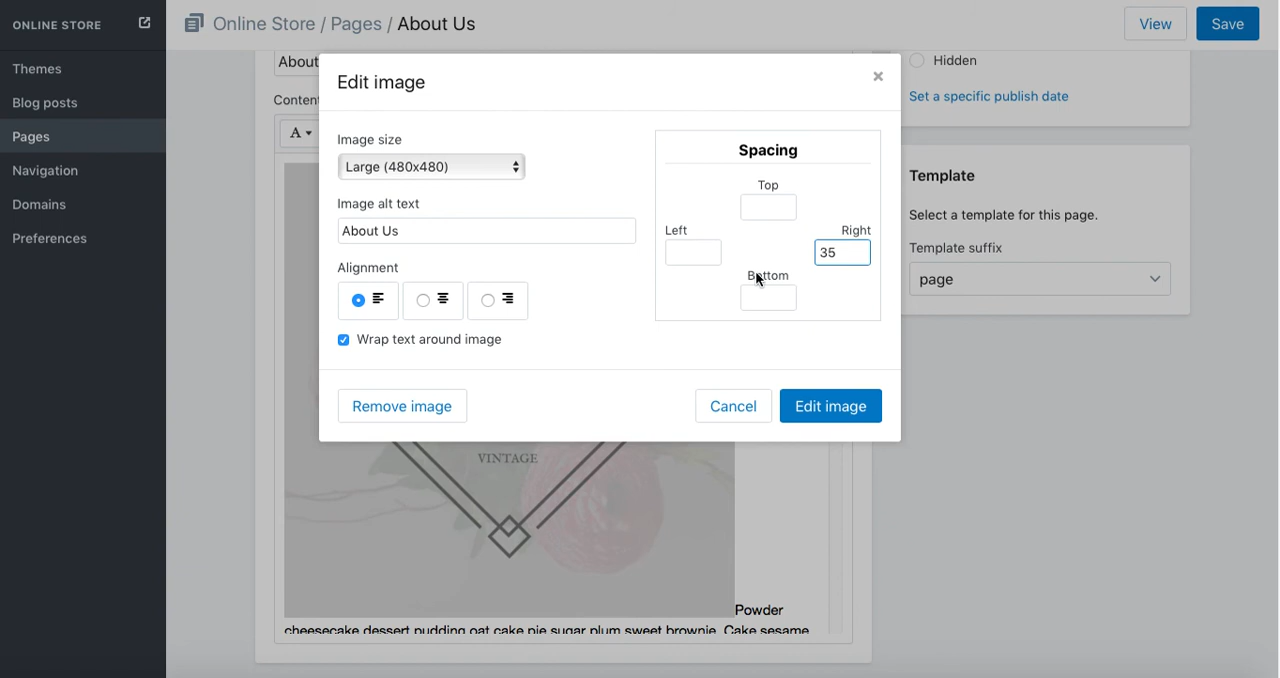 ONLINE STORE
Online Store / Pages / About Us
View
Save
Themes
Blog posts
Pages
Navigation
Domains
Preferences
About
Content
A
Hidden
Set a specific publish date
Template
Select a template for this page.
Template suffix
page
Edit image
×
Image size
Large (480x480)
Image alt text
About Us
Alignment
Wrap text around image
Spacing
Top
Left
Right
35
Bottom
Remove image
Cancel
Edit image
VINTAGE
Powder
cheesecake dessert pudding oat cake pie sugar plum sweet brownie. Cake sesame